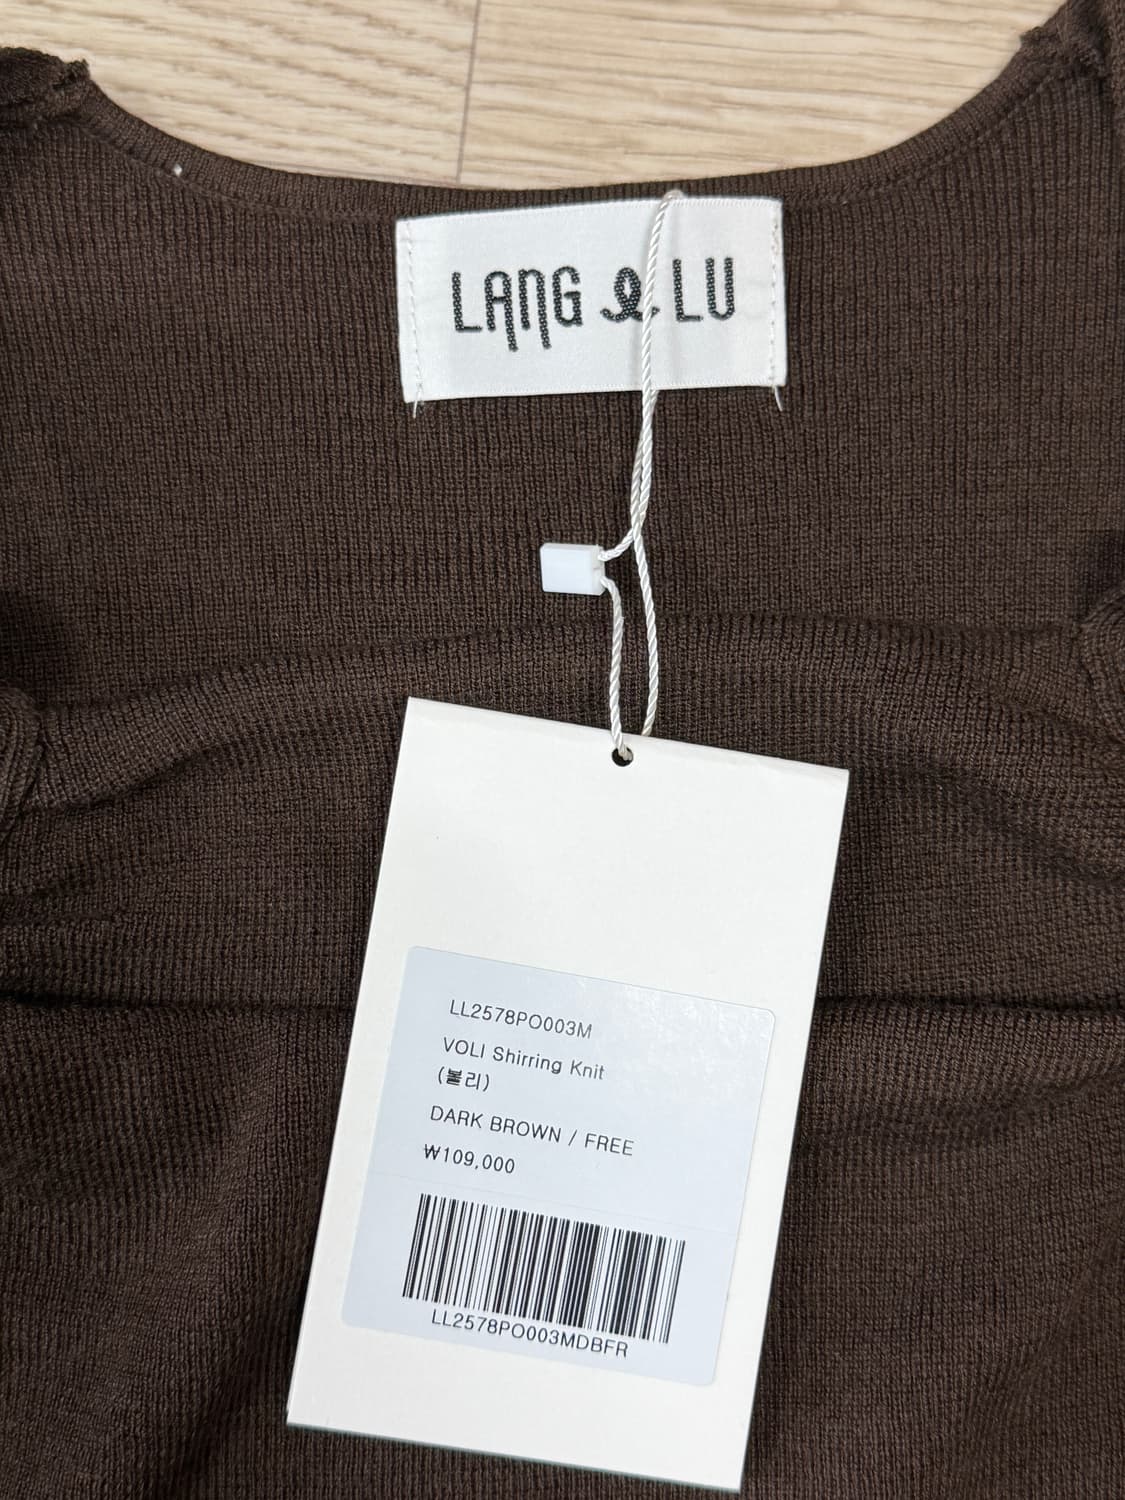 LANG & LU
LL2578PO003M
VOLI Shirring Knit
(볼리)
DARK BROWN / FREE
₩109,000
LL2578PO003MDBFR